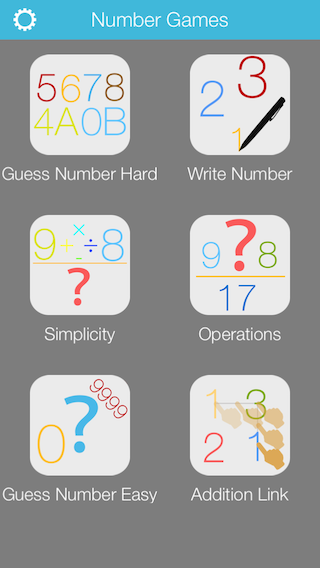 Number Games
5678
4A0B
Guess Number Hard
3
2
1
Write Number
9+×-÷8
?
Simplicity
9?8
17
Operations
?
9999
0
Guess Number Easy
1 3
2 1
Addition Link